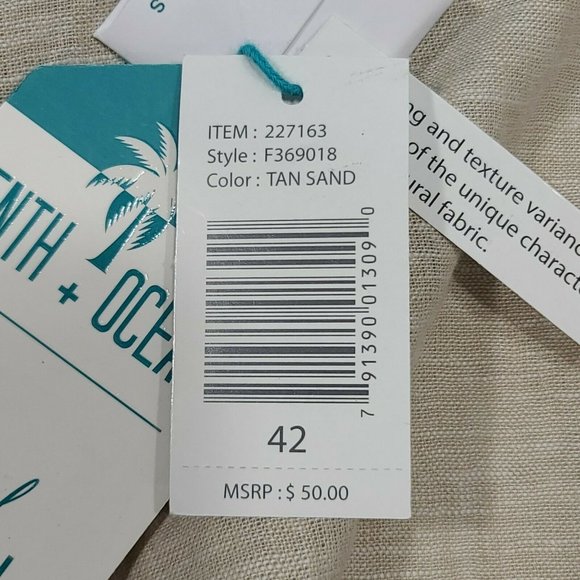 ITEM : 227163
Style : F369018
Color : TAN SAND
7 91390 01309 0
42
MSRP : $ 50.00
ENTH
+ OCE
ng and texture varianc
of the unique charact
ural fabric.